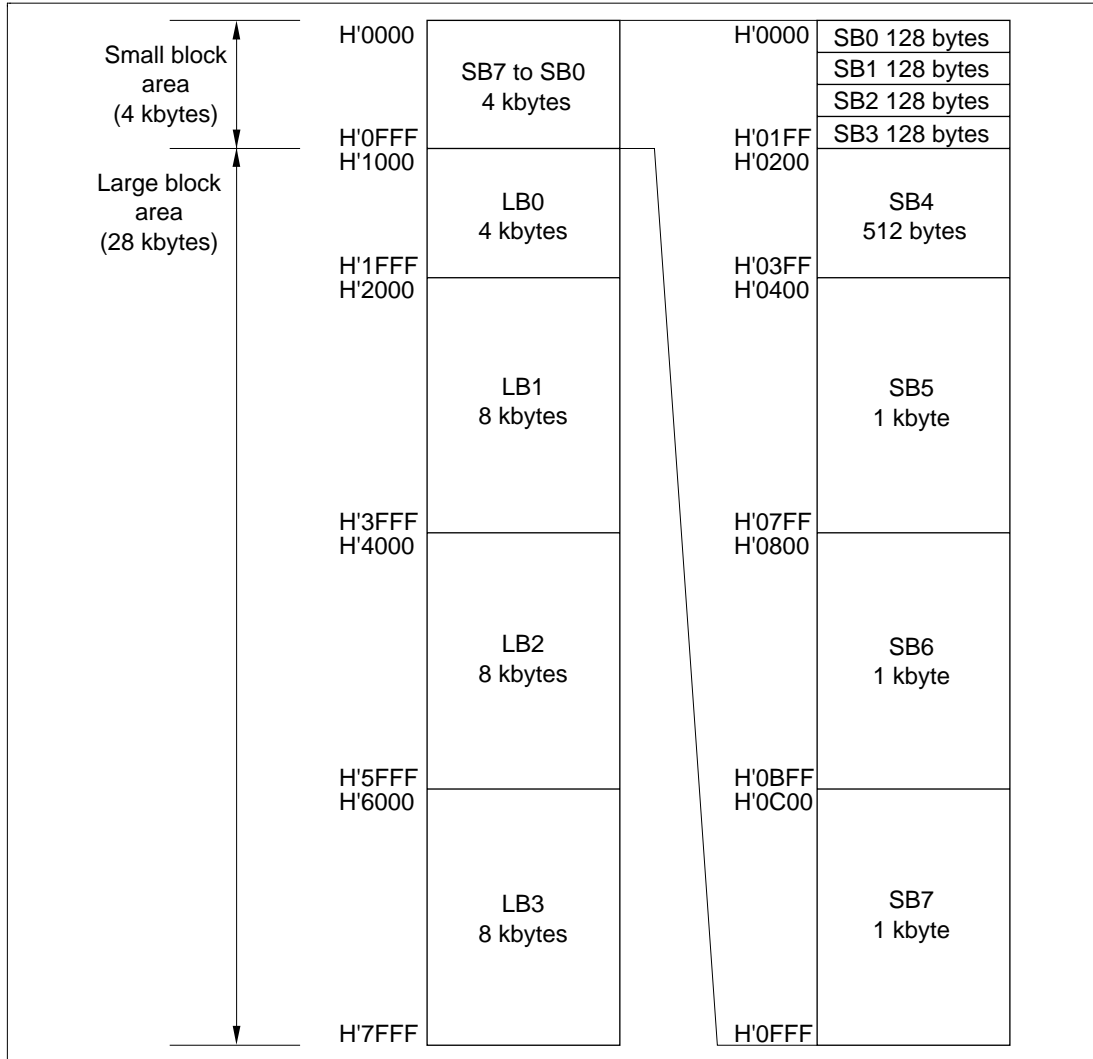 Small block
area
(4 kbytes)
Large block
area
(28 kbytes)
H'0000
SB7 to SB0
4 kbytes
H'0FFF
H'1000
LB0
4 kbytes
H'1FFF
H'2000
LB1
8 kbytes
H'3FFF
H'4000
LB2
8 kbytes
H'5FFF
H'6000
LB3
8 kbytes
H'7FFF
H'0000
SB0 128 bytes
SB1 128 bytes
SB2 128 bytes
SB3 128 bytes
H'01FF
H'0200
SB4
512 bytes
H'03FF
H'0400
SB5
1 kbyte
H'07FF
H'0800
SB6
1 kbyte
H'0BFF
H'0C00
SB7
1 kbyte
H'0FFF